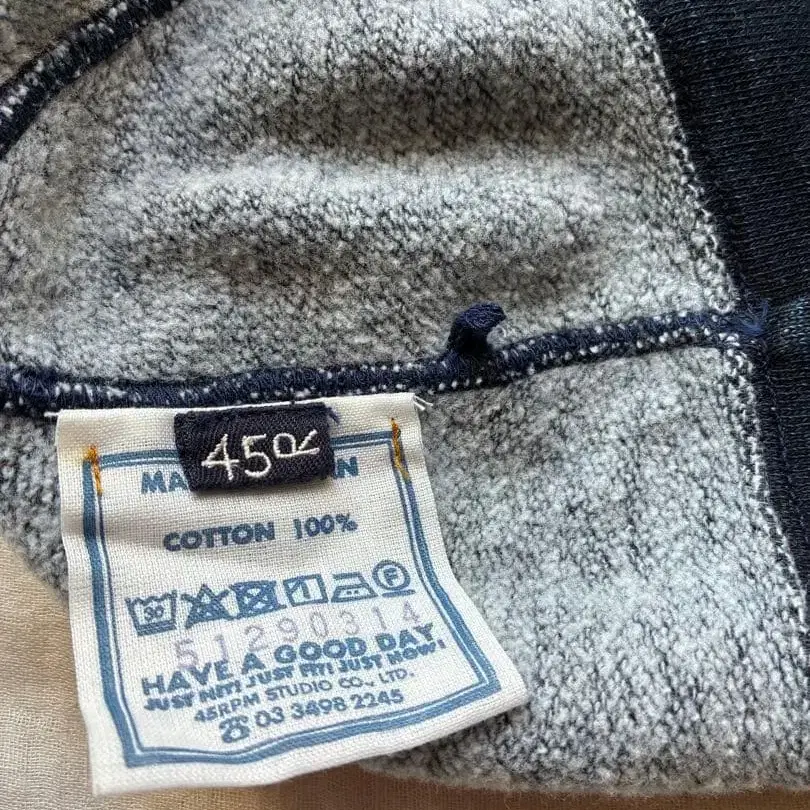 45R
MA AN
COTTON 100%
30 F
51290314
HAVE A GOOD DAY
JUST NIT! JUST FIT! JUST NOW!
45RPM STUDIO CO., LTD.
☎ 03 3498 2245